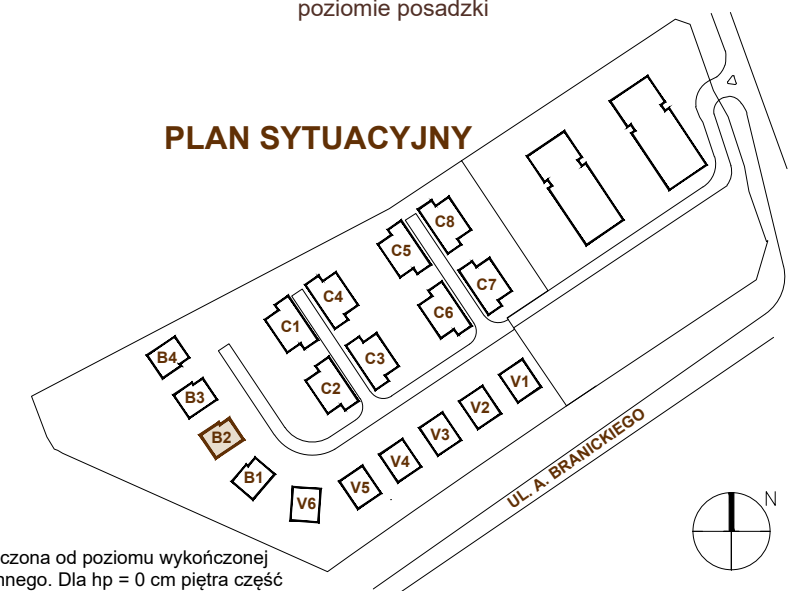 poziomie posadzki
PLAN SYTUACYJNY
C8
C5
C7
C4
C6
C1
C3
B4
C2
V1
B3
V2
B2
V3
V4
B1
V5
V6
UL. A. BRANICKIEGO
N
czona od poziomu wykończonej
nnego. Dla hp = 0 cm piętra część